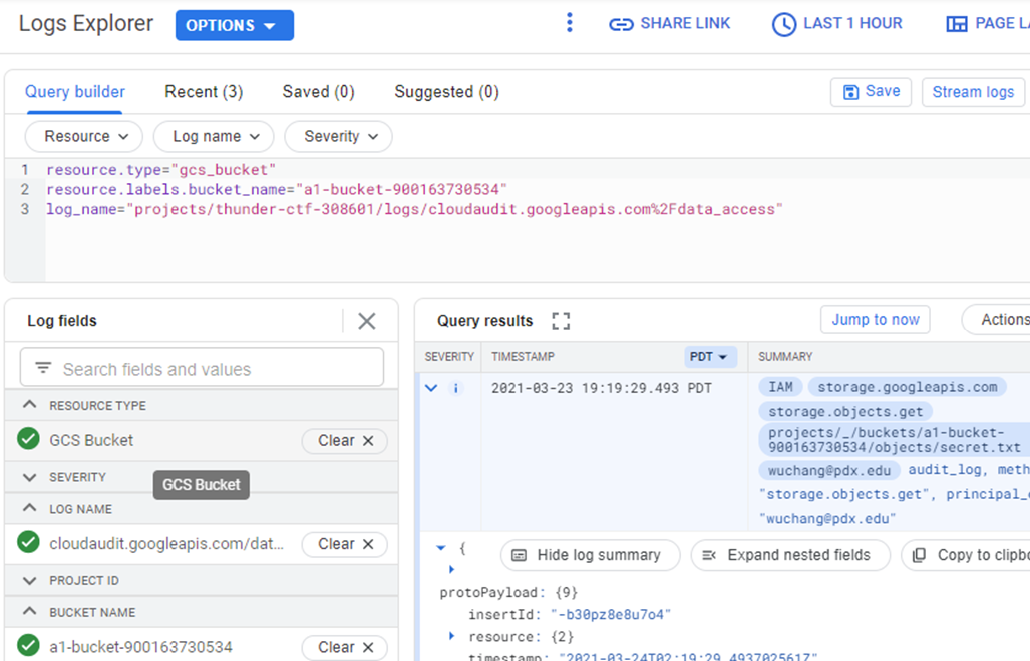 Logs Explorer OPTIONS SHARE LINK LAST 1 HOUR PAGE LA
Query builder Recent (3) Saved (0) Suggested (0) Save Stream logs
Resource Log name Severity
1 resource.type="gcs_bucket"
2 resource.labels.bucket_name="a1-bucket-900163730534"
3 log_name="projects/thunder-ctf-308601/logs/cloudaudit.googleapis.com%2Fdata_access"
Log fields
Search fields and values
RESOURCE TYPE
GCS Bucket Clear
SEVERITY
GCS Bucket
LOG NAME
cloudaudit.googleapis.com/dat... Clear
PROJECT ID
BUCKET NAME
a1-bucket-900163730534 Clear
Query results Jump to now Actions
SEVERITY TIMESTAMP PDT SUMMARY
i 2021-03-23 19:19:29.493 PDT IAM storage.googleapis.com
storage.objects.get
projects/_/buckets/a1-bucket-
900163730534/objects/secret.txt
wuchang@pdx.edu audit_log, meth
"storage.objects.get", principal_e
"wuchang@pdx.edu"
{ Hide log summary Expand nested fields Copy to clipbo
protoPayload: {9}
insertId: "-b30pz8e8u7o4"
resource: {2}
timestamp: "2021-03-24T02:19:29.493702561Z"